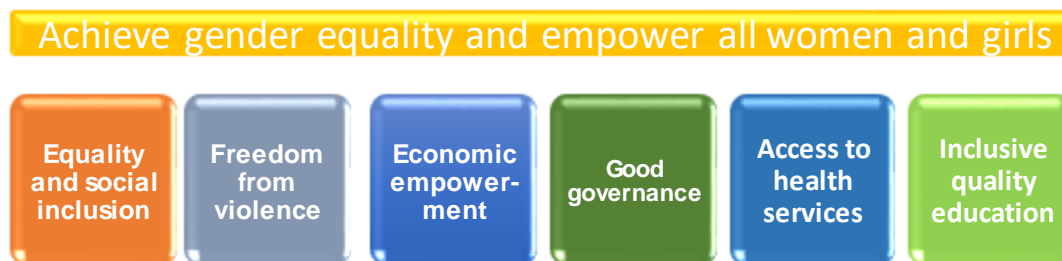 Achieve gender equality and empower all women and girls
Equality
and social
inclusion
Freedom
from
violence
Economic
empower-
ment
Good
governance
Access to
health
services
Inclusive
quality
education